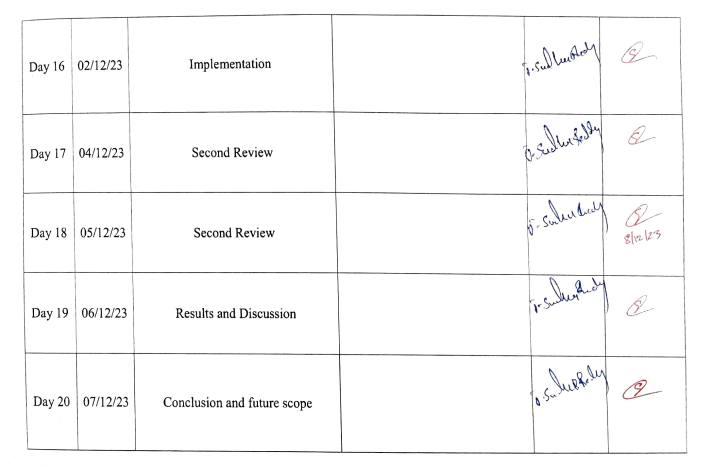 Day 16 02/12/23 Implementation
Day 17 04/12/23 Second Review
Day 18 05/12/23 Second Review
8/12/23
Day 19 06/12/23 Results and Discussion
Day 20 07/12/23 Conclusion and future scope